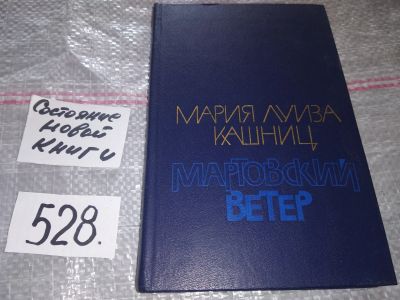 Состояние
новой
книги
528.
МАРИЯ ЛУИЗА
КАШНИЦ
МАРТОВСКИЙ
ВЕТЕР